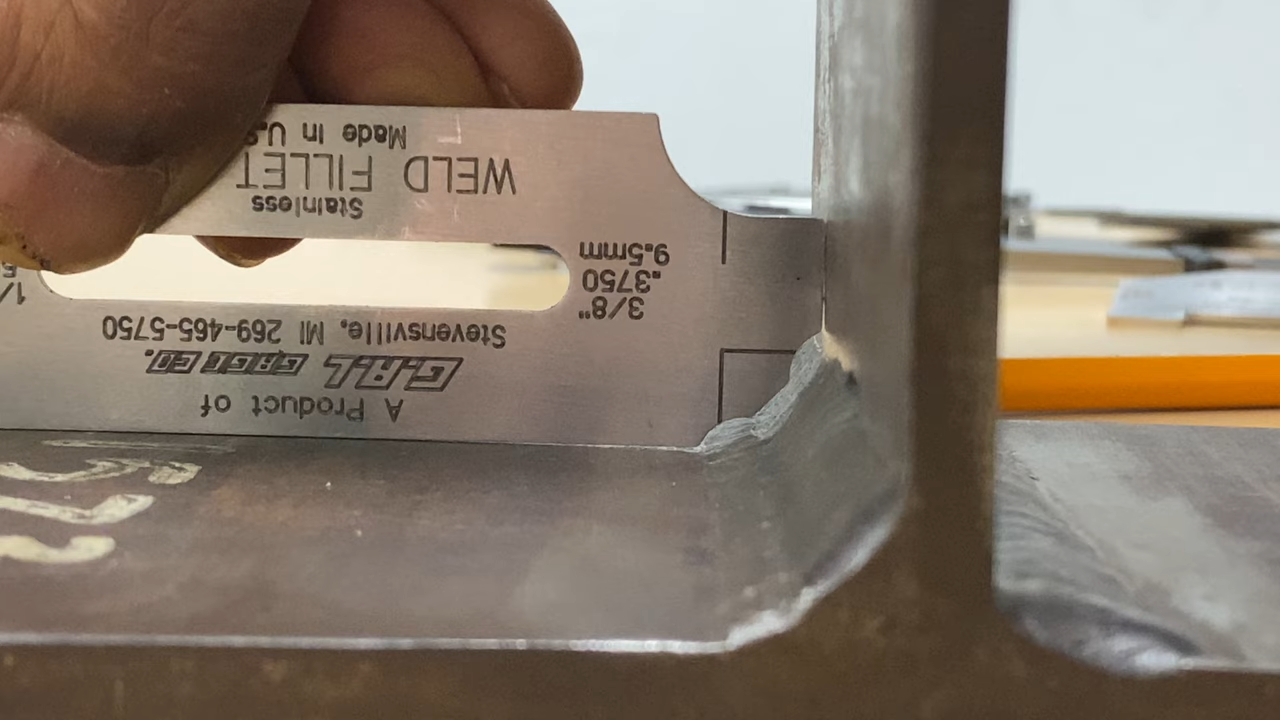 A Product of
G.A.L GAGE CO.
Stevensville, MI 269-465-5750
3/8"
.3750
9.5mm
Stainless
WELD FILLET
Made in U.S